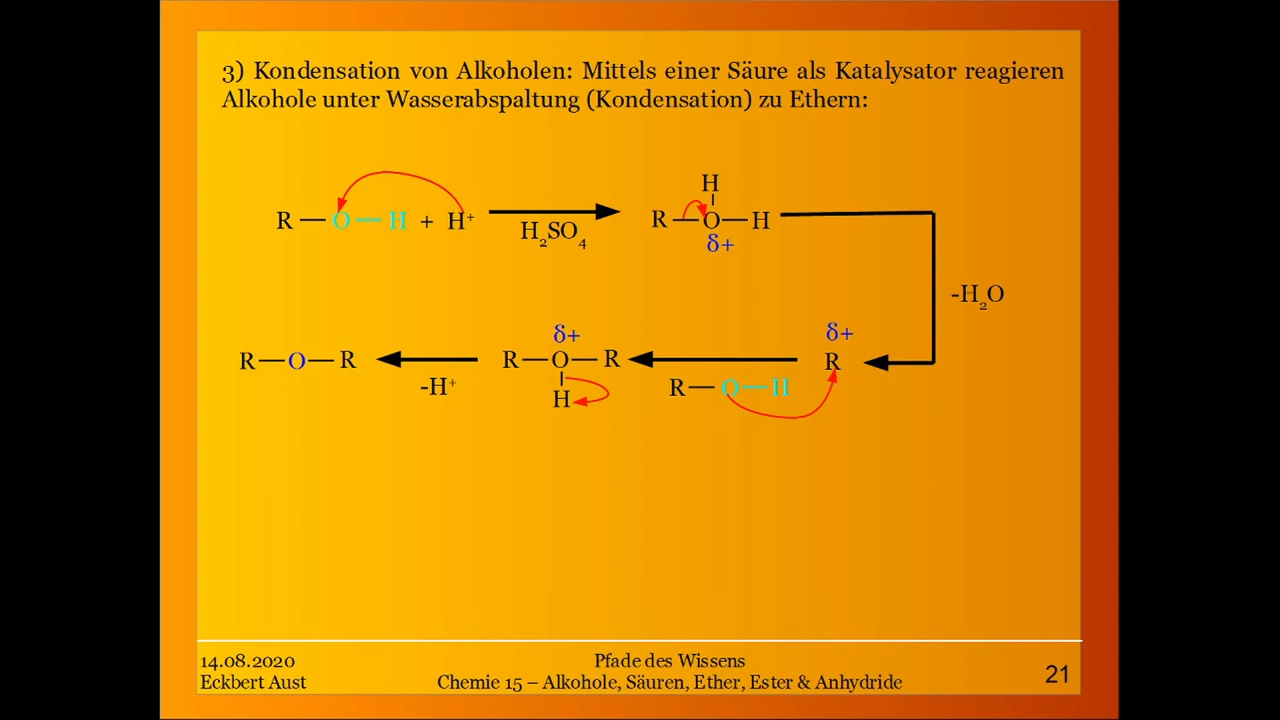 3) Kondensation von Alkoholen: Mittels einer Säure als Katalysator reagieren
Alkohole unter Wasserabspaltung (Kondensation) zu Ethern:
H
R — O — H + H⁺
H₂SO₄
R — O — H
δ+
-H₂O
δ+
δ+
R — O — R
-H⁺
R — O — R
H
R — O — H
R
14.08.2020
Eckbert Aust
Pfade des Wissens
Chemie 15 – Alkohole, Säuren, Ether, Ester & Anhydride
21